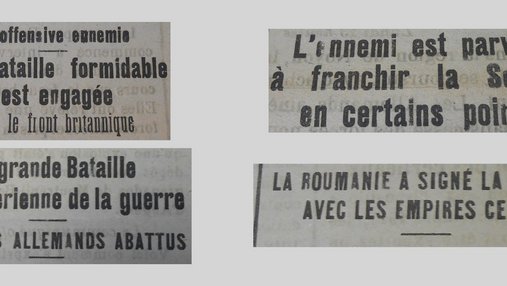 offensive ennemie
bataille formidable
est engagée
le front britannique
L'ennemi est parv
à franchir la S
en certains poin
grande Bataille
érienne de la guerre
S ALLEMANDS ABATTUS
LA ROUMANIE A SIGNÉ LA
AVEC LES EMPIRES CE